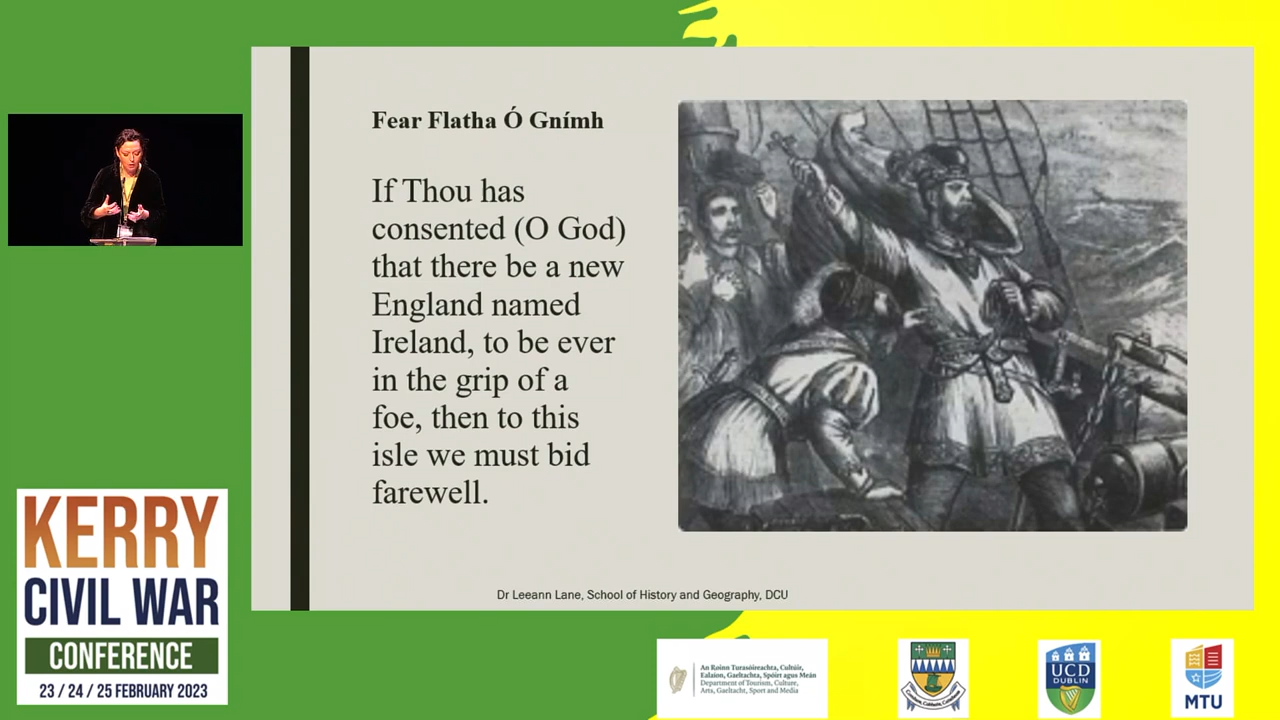 Fear Flatha Ó Gnímh
If Thou has
consented (O God)
that there be a new
England named
Ireland, to be ever
in the grip of a
foe, then to this
isle we must bid
farewell.
Dr Leeann Lane, School of History and Geography, DCU
KERRY
CIVIL WAR
CONFERENCE
23 / 24 / 25 FEBRUARY 2023
An Roinn Turasóireachta, Cultúir,
Ealaíon, Gaeltachta, Spóirt agus Meán
Department of Tourism, Culture,
Arts, Gaeltacht, Sport and Media
UCD
DUBLIN
MTU